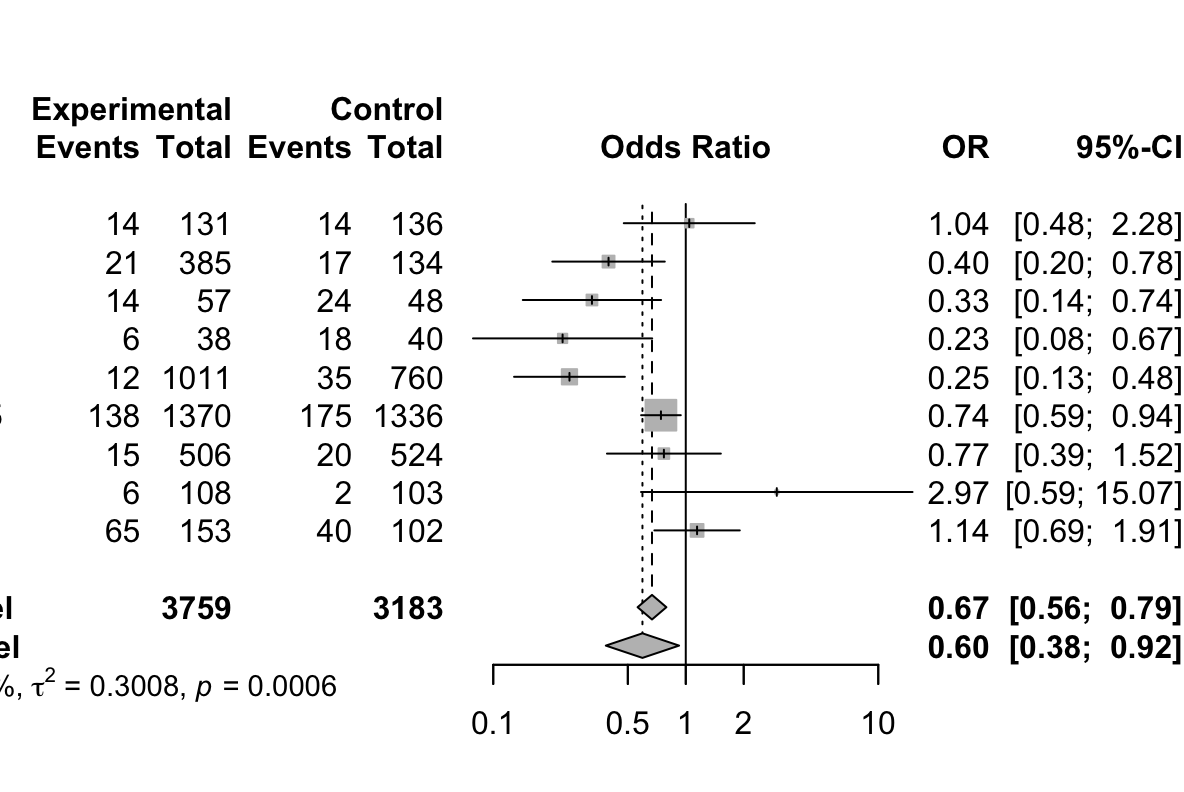 Experimental Control
Events Total Events Total Odds Ratio OR 95%-CI
14 131 14 136 1.04 [0.48; 2.28]
21 385 17 134 0.40 [0.20; 0.78]
14 57 24 48 0.33 [0.14; 0.74]
6 38 18 40 0.23 [0.08; 0.67]
12 1011 35 760 0.25 [0.13; 0.48]
138 1370 175 1336 0.74 [0.59; 0.94]
15 506 20 524 0.77 [0.39; 1.52]
6 108 2 103 2.97 [0.59; 15.07]
65 153 40 102 1.14 [0.69; 1.91]
el 3759 3183 0.67 [0.56; 0.79]
el 0.60 [0.38; 0.92]
%, τ² = 0.3008, p = 0.0006
0.1 0.5 1 2 10